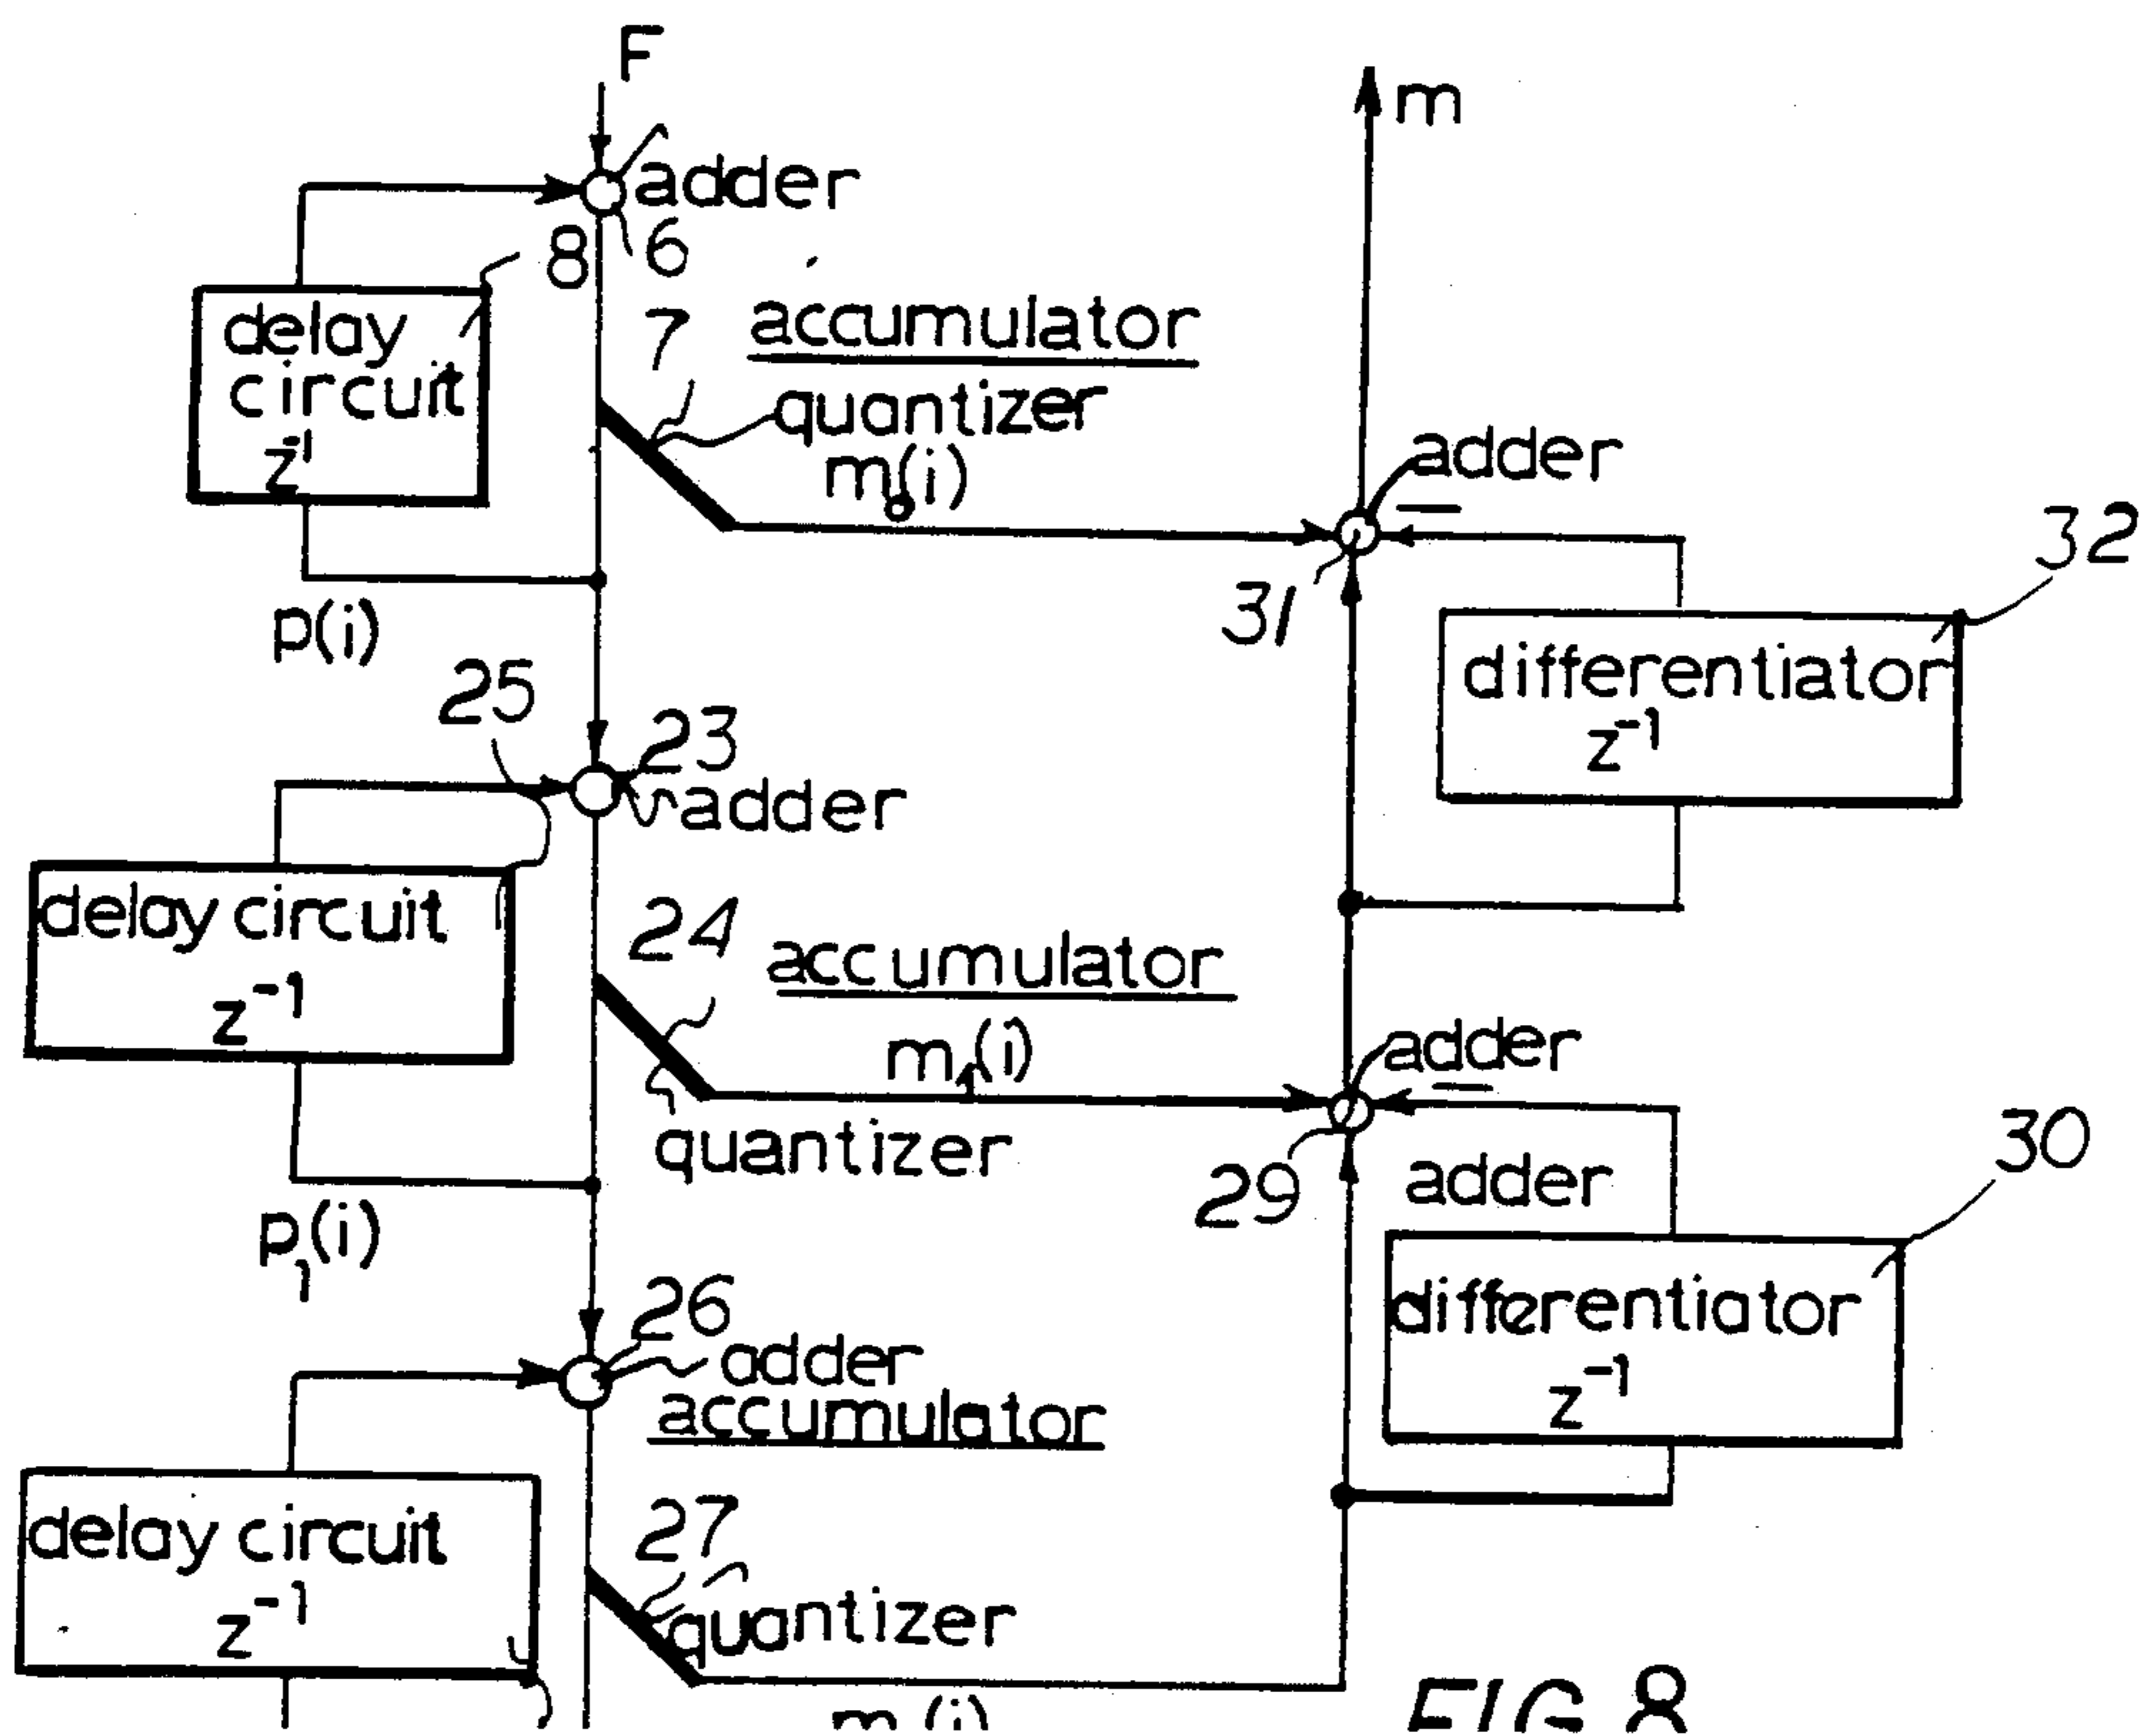 F
m
adder
8
6
delay
circuit
z¹
7
accumulator
quantizer
m₀(i)
adder
−
31
32
differentiator
z⁻¹
p(i)
25
23
adder
delay circuit
z⁻¹
24
accumulator
m₁(i)
quantizer
adder
−
29
adder
30
differentiator
z⁻¹
p₁(i)
26
adder
accumulator
delay circuit
z⁻¹
27
quantizer
m (i)
FIG 8